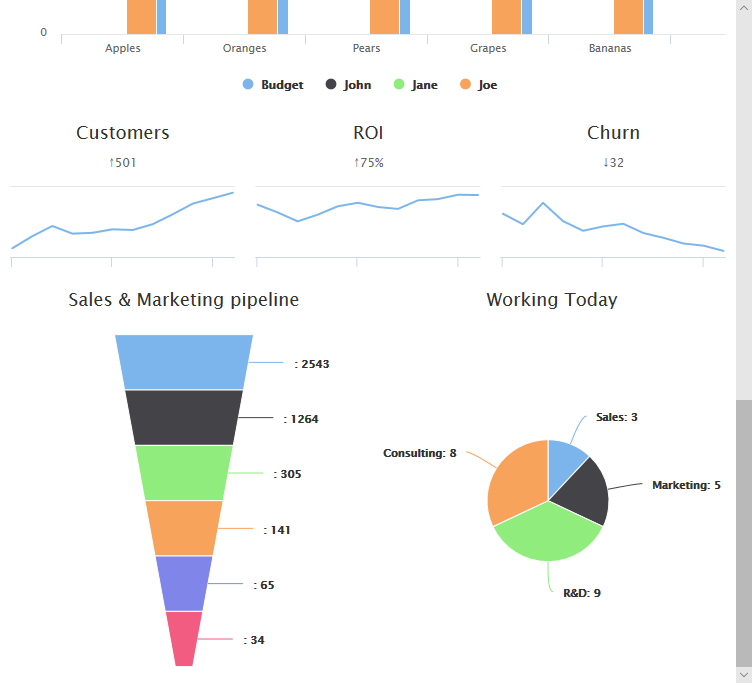 0
Apples Oranges Pears Grapes Bananas
Budget John Jane Joe
Customers ROI Churn
↑501 ↑75% ↓32
Sales & Marketing pipeline Working Today
: 2543
: 1264
: 305
: 141
: 65
: 34
Sales: 3
Consulting: 8
Marketing: 5
R&D: 9